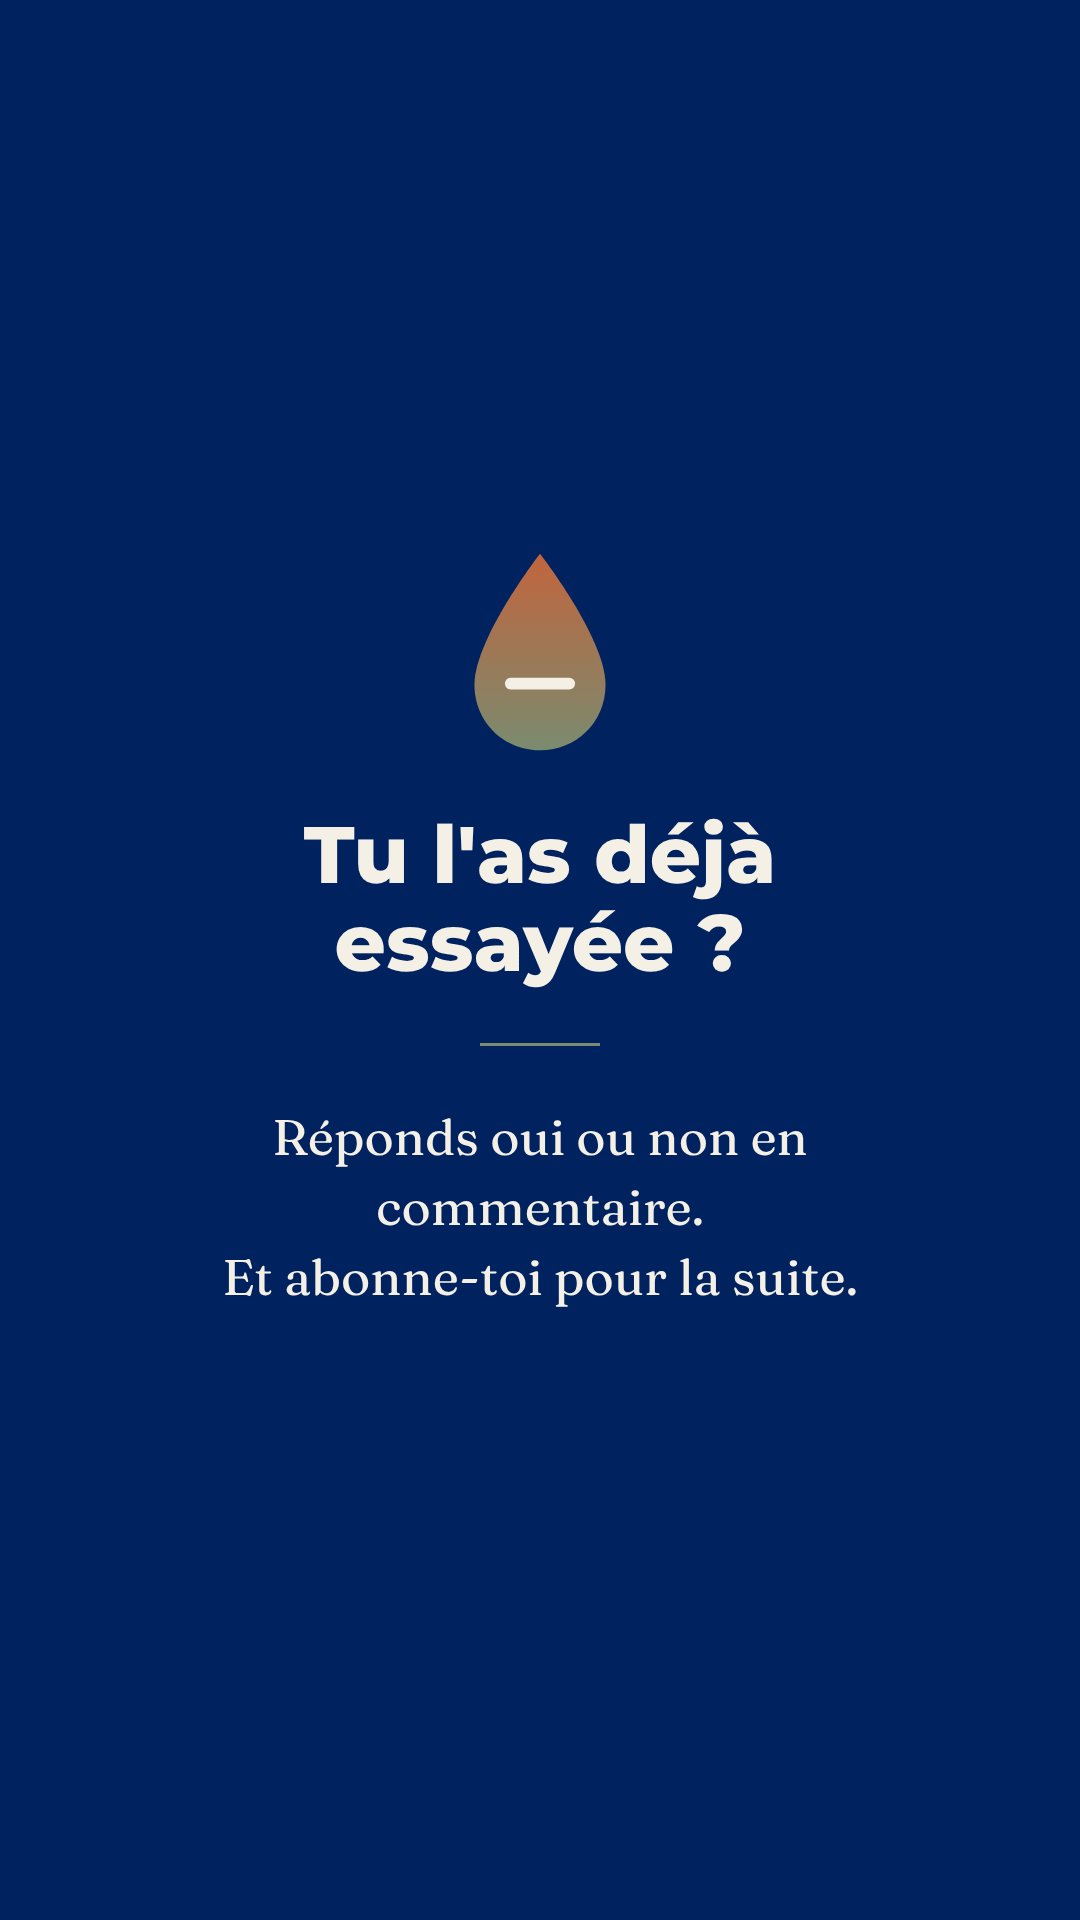 Tu l'as déjà
essayée ?
Réponds oui ou non en
commentaire.
Et abonne-toi pour la suite.